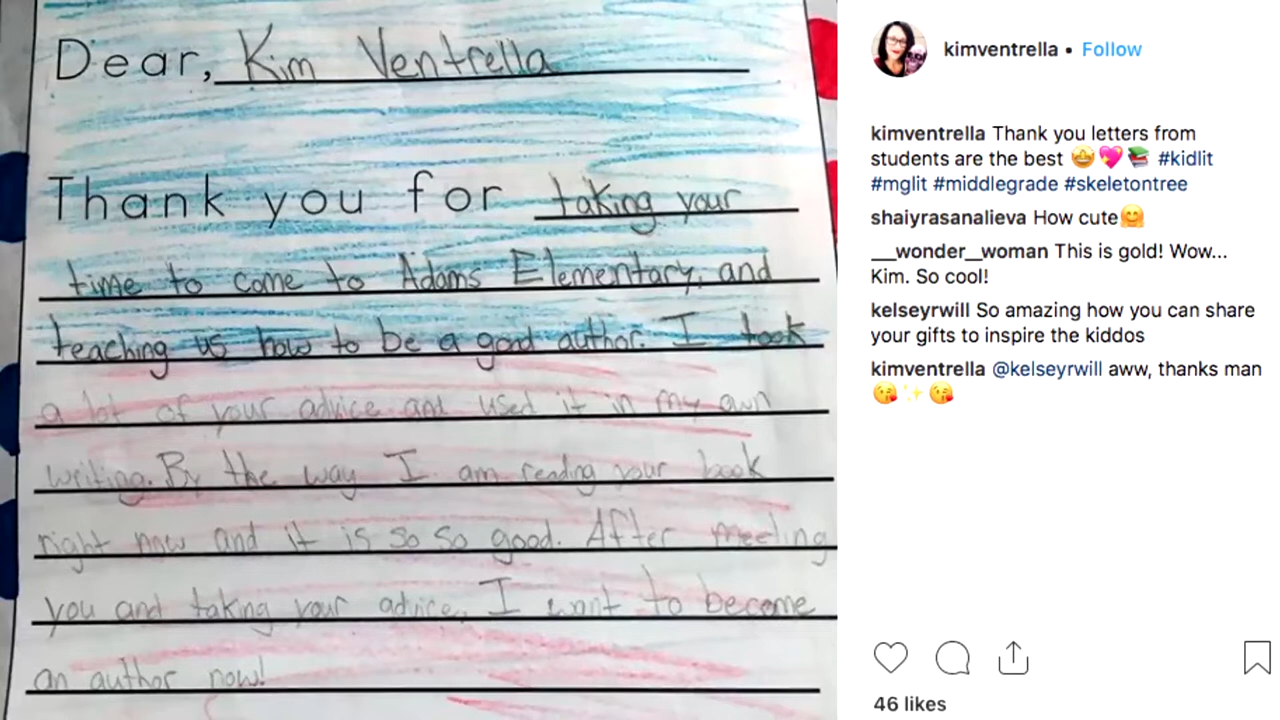 Dear, Kim Ventrella
Thank you for taking your
time to come to Adams Elementary, and
teaching us how to be a good author. I took
a lot of your advice and used it in my own
writing. By the way I am reading your book
right now and it is so so good. After meeting
you and taking your advice, I want to become
an author now!
kimventrella • Follow
kimventrella Thank you letters from
students are the best 🤩💖📚 #kidlit
#mglit #middlegrade #skeletontree
shaiyrasanalieva How cute🤗
__wonder__woman This is gold! Wow...
Kim. So cool!
kelseyrwill So amazing how you can share
your gifts to inspire the kiddos
kimventrella @kelseyrwill aww, thanks man
😘✨😘
46 likes